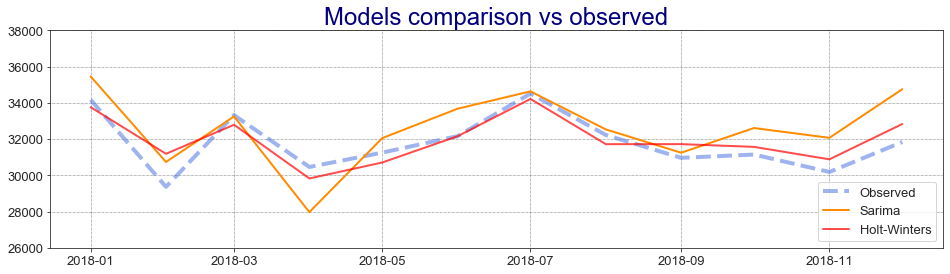 Models comparison vs observed
38000
36000
34000
32000
30000
28000
26000
Observed
Sarima
Holt-Winters
2018-01 2018-03 2018-05 2018-07 2018-09 2018-11